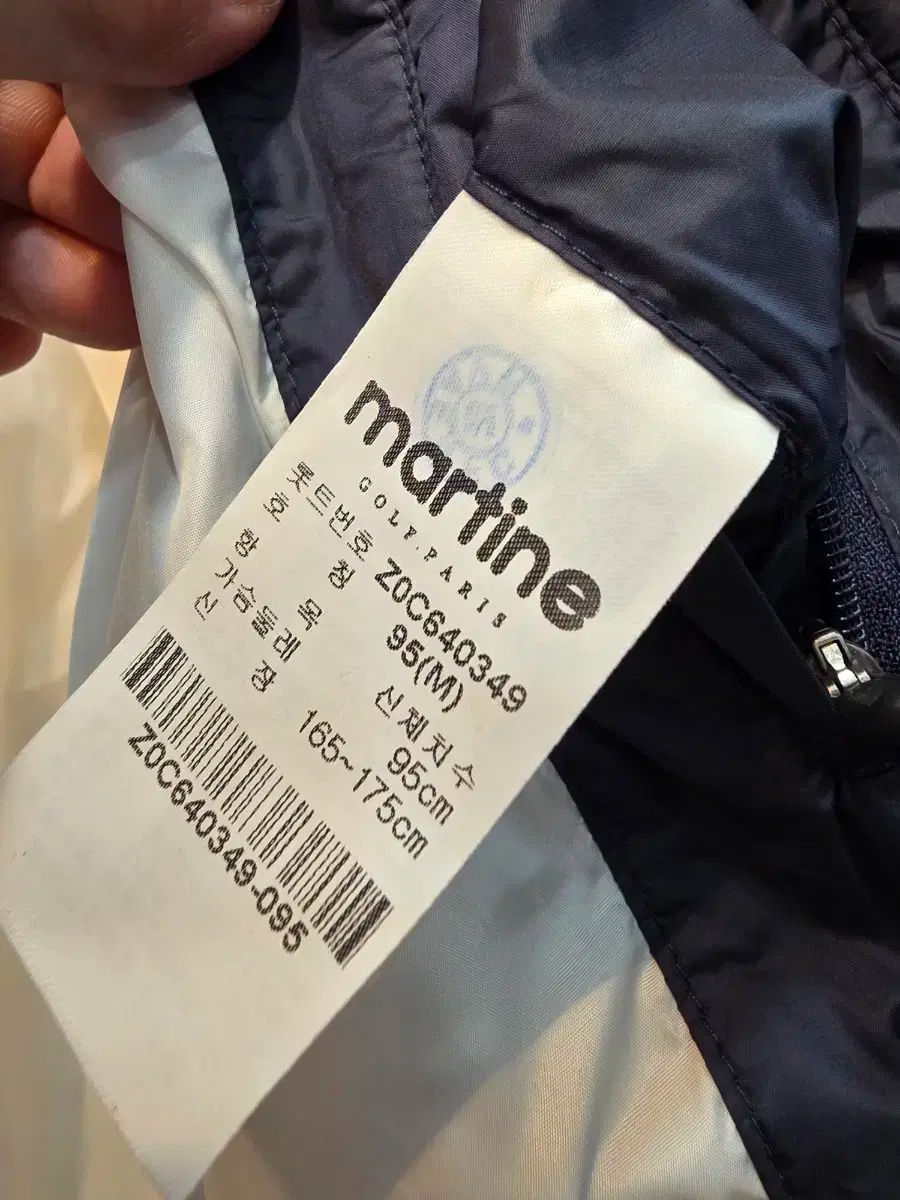 martine
GOLF.PARIS
롯트번호 Z0C640349
호 칭 95(M)
항 목 신체치수
가슴둘레 95cm
신 장 165~175cm
Z0C640349-095